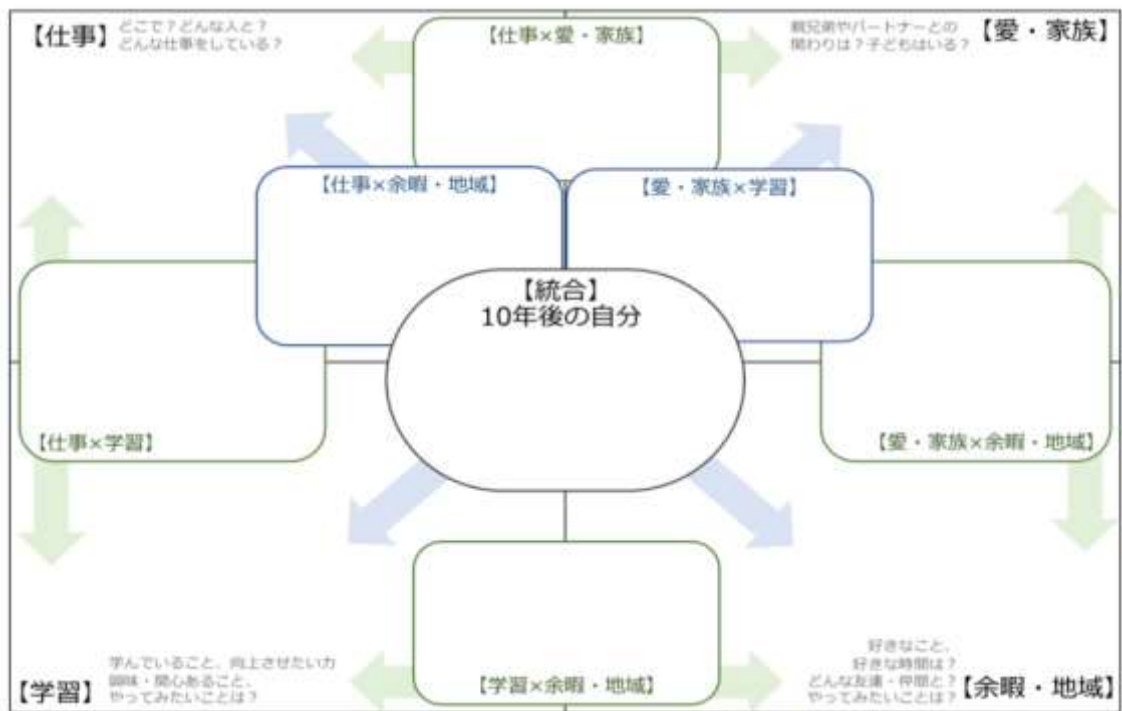 【仕事】
どこで?どんな人と?
どんな仕事をしている?
【仕事×愛・家族】
親兄弟やパートナーとの
関わりは?子どもはいる?
【愛・家族】
【仕事×余暇・地域】
【愛・家族×学習】
【統合】
10年後の自分
【仕事×学習】
【愛・家族×余暇・地域】
【学習】
学んでいること、向上させたい力
興味・関心あること、
やってみたいことは?
【学習×余暇・地域】
好きなこと、
好きな時間は?
どんな友達・仲間と?
やってみたいことは?
【余暇・地域】